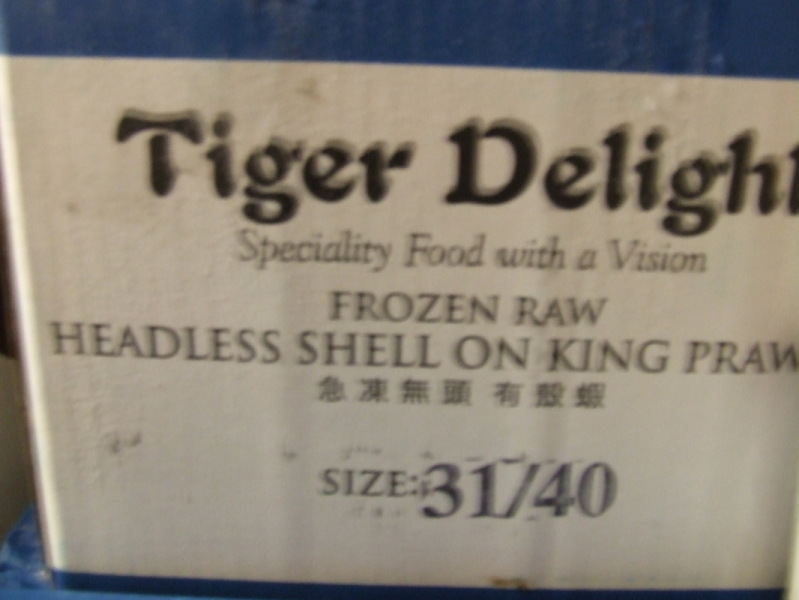 Tiger Deligh
Speciality Food with a Vision
FROZEN RAW
HEADLESS SHELL ON KING PRAW
急凍無頭 有殼蝦
SIZE: 31/40